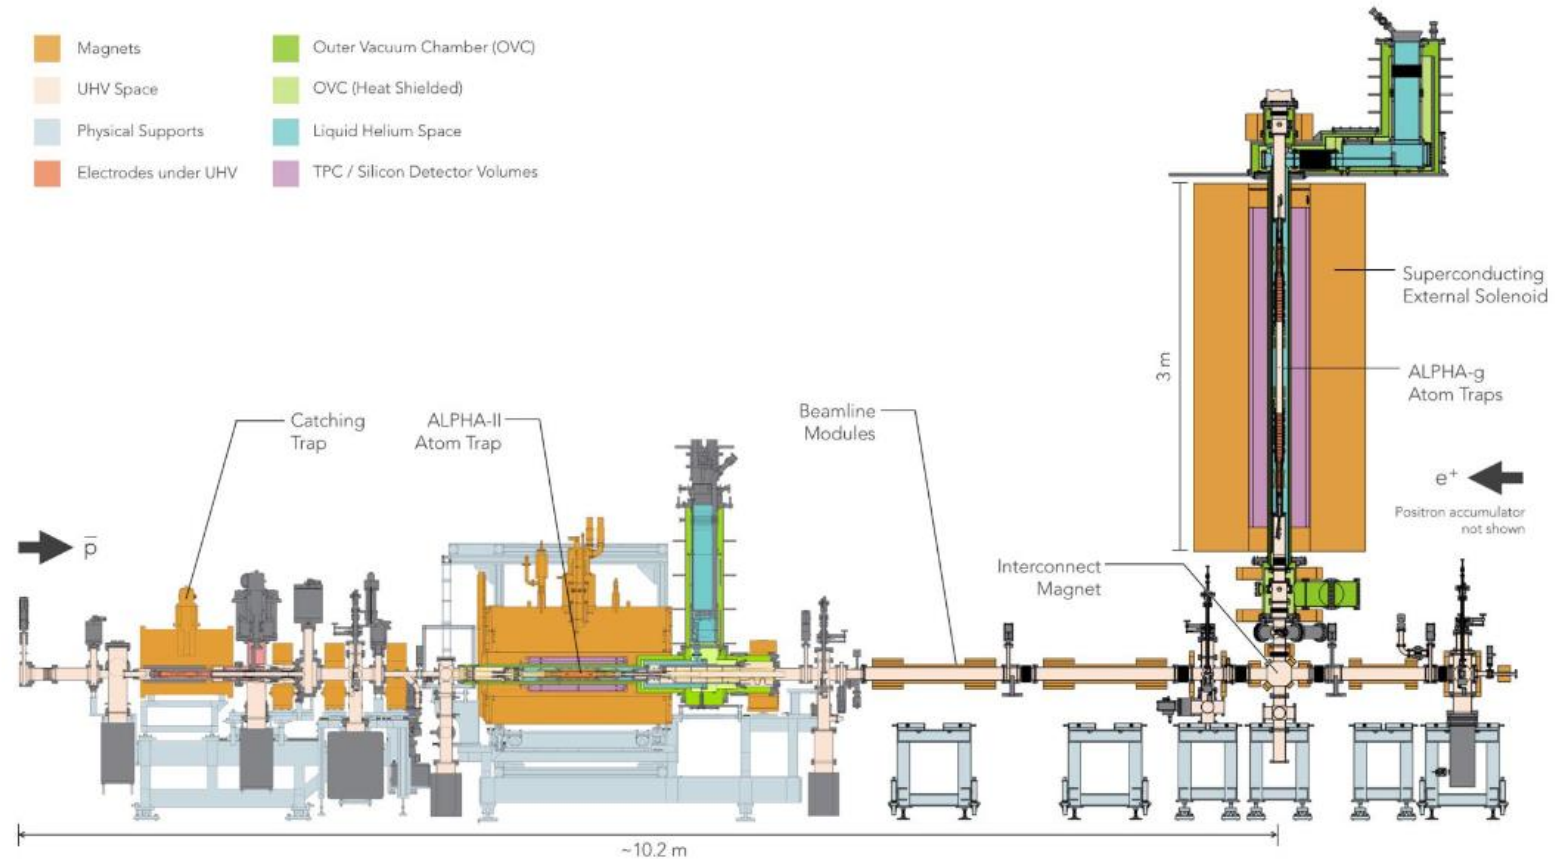 Magnets
UHV Space
Physical Supports
Electrodes under UHV
Outer Vacuum Chamber (OVC)
OVC (Heat Shielded)
Liquid Helium Space
TPC / Silicon Detector Volumes
Superconducting
External Solenoid
3 m
ALPHA-g
Atom Traps
Catching
Trap
ALPHA-II
Atom Trap
Beamline
Modules
e⁺
Positron accumulator
not shown
p̅
Interconnect
Magnet
~10.2 m